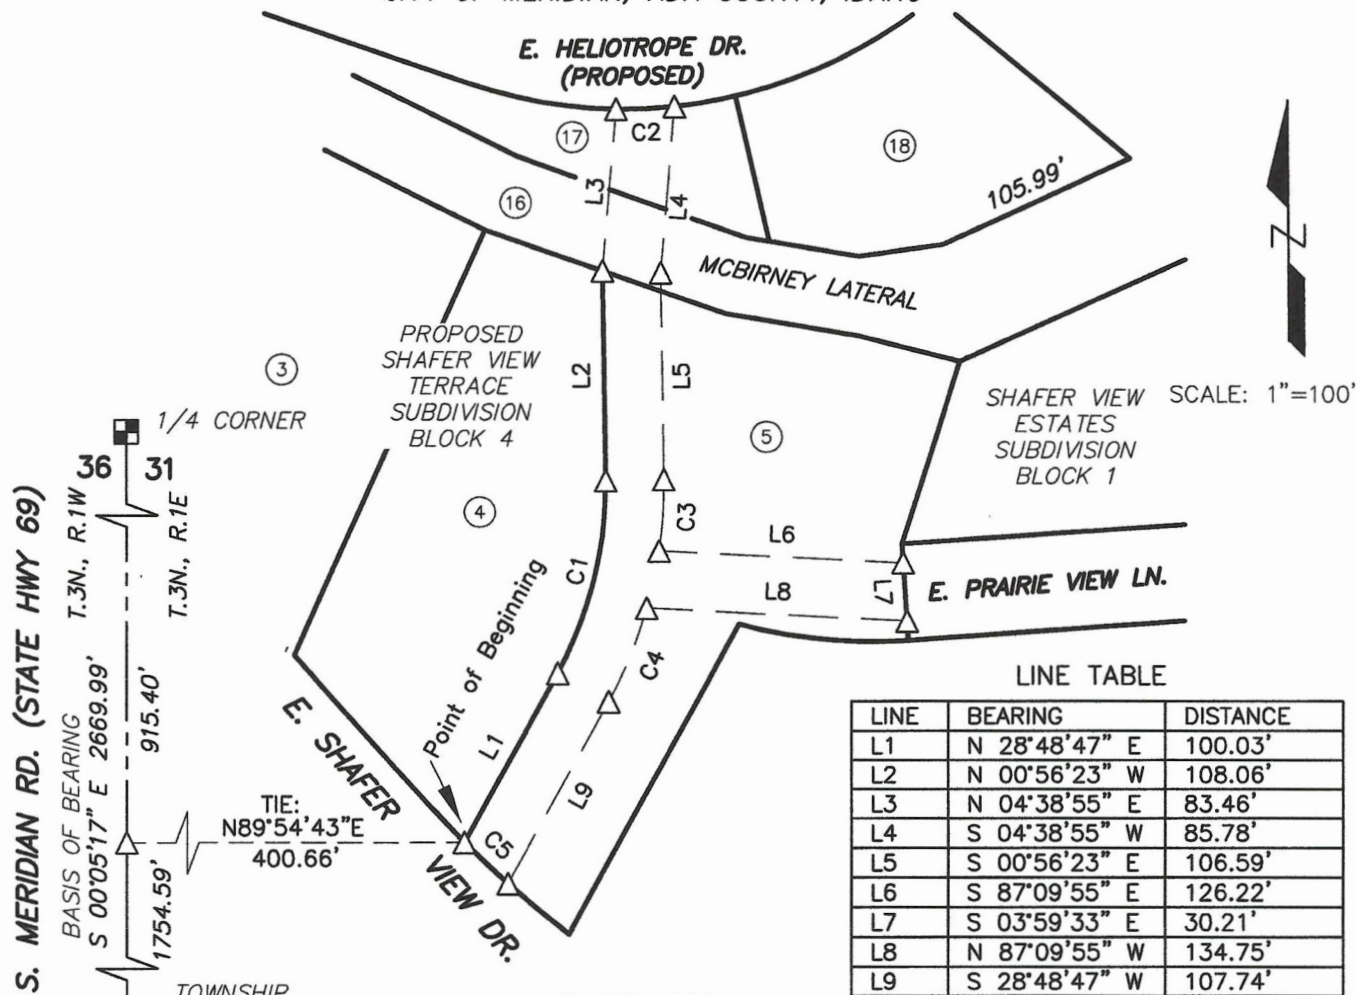 E. HELIOTROPE DR.
(PROPOSED)
17
C2
18
L3
L4
16
105.99'
MCBIRNEY LATERAL
PROPOSED
SHAFER VIEW
TERRACE
SUBDIVISION
BLOCK 4
3
L2
L5
5
SHAFER VIEW
ESTATES
SUBDIVISION
BLOCK 1
SCALE: 1"=100'
1/4 CORNER
36 31
T.3N., R.1W
T.3N., R.1E
4
C1
C3
L6
L7
L8
E. PRAIRIE VIEW LN.
S. MERIDIAN RD. (STATE HWY 69)
BASIS OF BEARING
S 00°05'17" E 2669.99'
915.40'
1754.59'
Point of Beginning
L1
C4
L9
C5
E. SHAFER
VIEW DR.
TIE:
N89°54'43"E
400.66'
TOWNSHIP
LINE TABLE
LINE BEARING DISTANCE
L1 N 28°48'47" E 100.03'
L2 N 00°56'23" W 108.06'
L3 N 04°38'55" E 83.46'
L4 S 04°38'55" W 85.78'
L5 S 00°56'23" E 106.59'
L6 S 87°09'55" E 126.22'
L7 S 03°59'33" E 30.21'
L8 N 87°09'55" W 134.75'
L9 S 28°48'47" W 107.74'